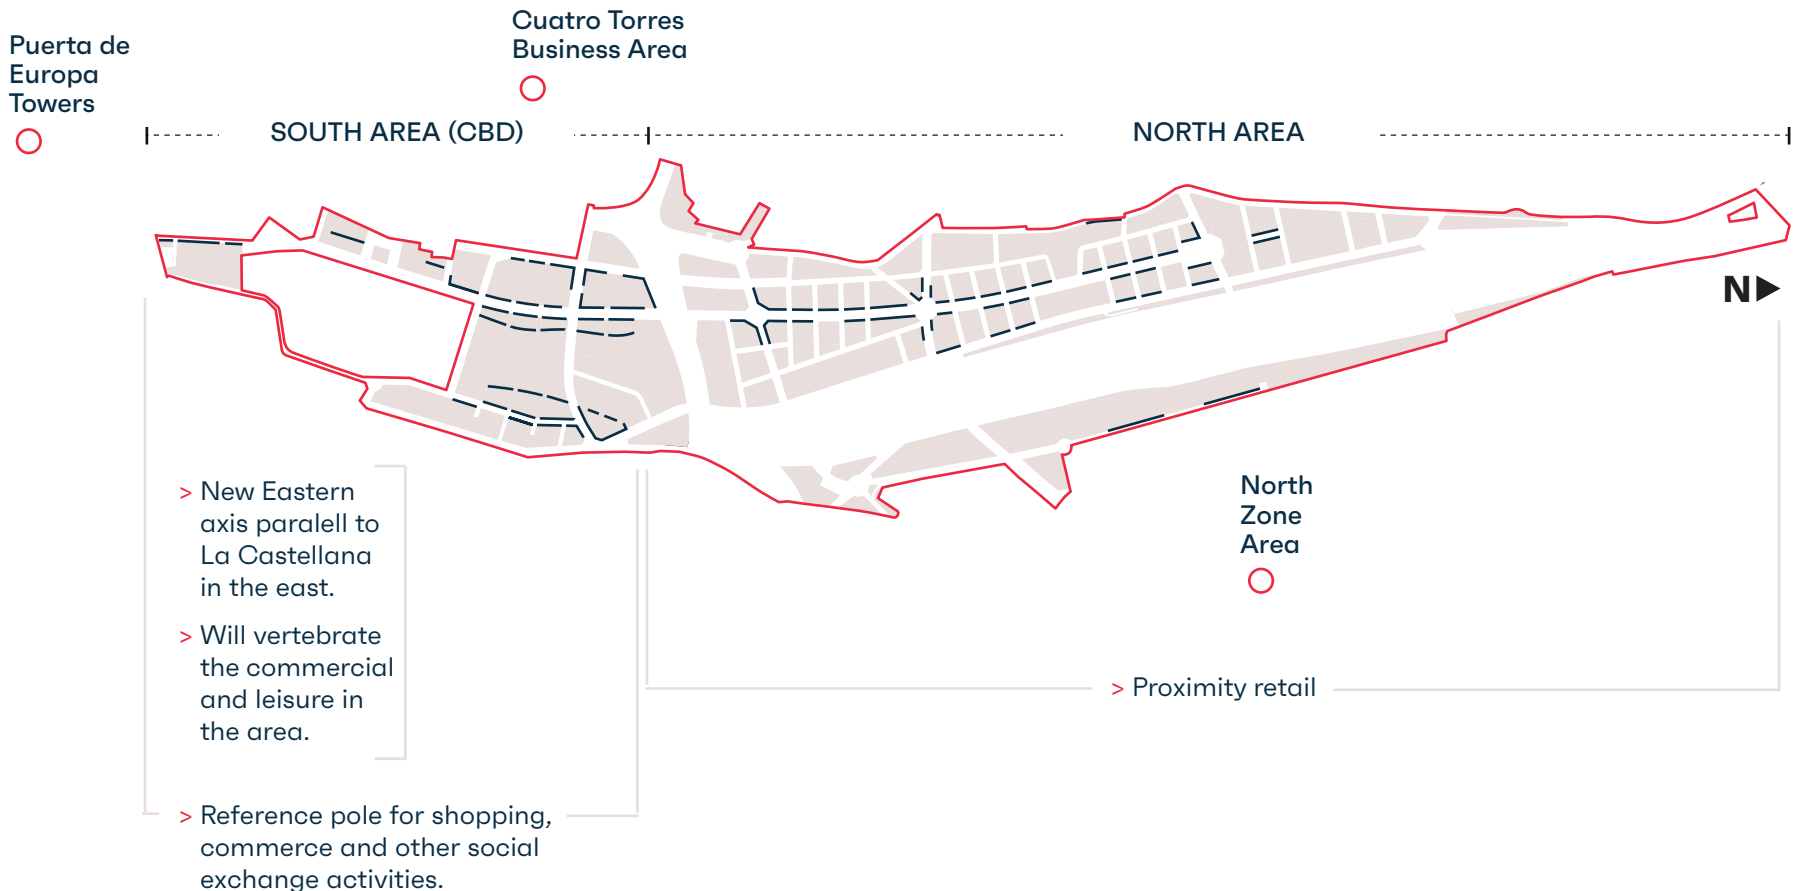 Puerta de
Europa
Towers
Cuatro Torres
Business Area
SOUTH AREA (CBD)
NORTH AREA
N
> New Eastern
axis paralell to
La Castellana
in the east.
> Will vertebrate
the commercial
and leisure in
the area.
> Reference pole for shopping,
commerce and other social
exchange activities.
North
Zone
Area
> Proximity retail